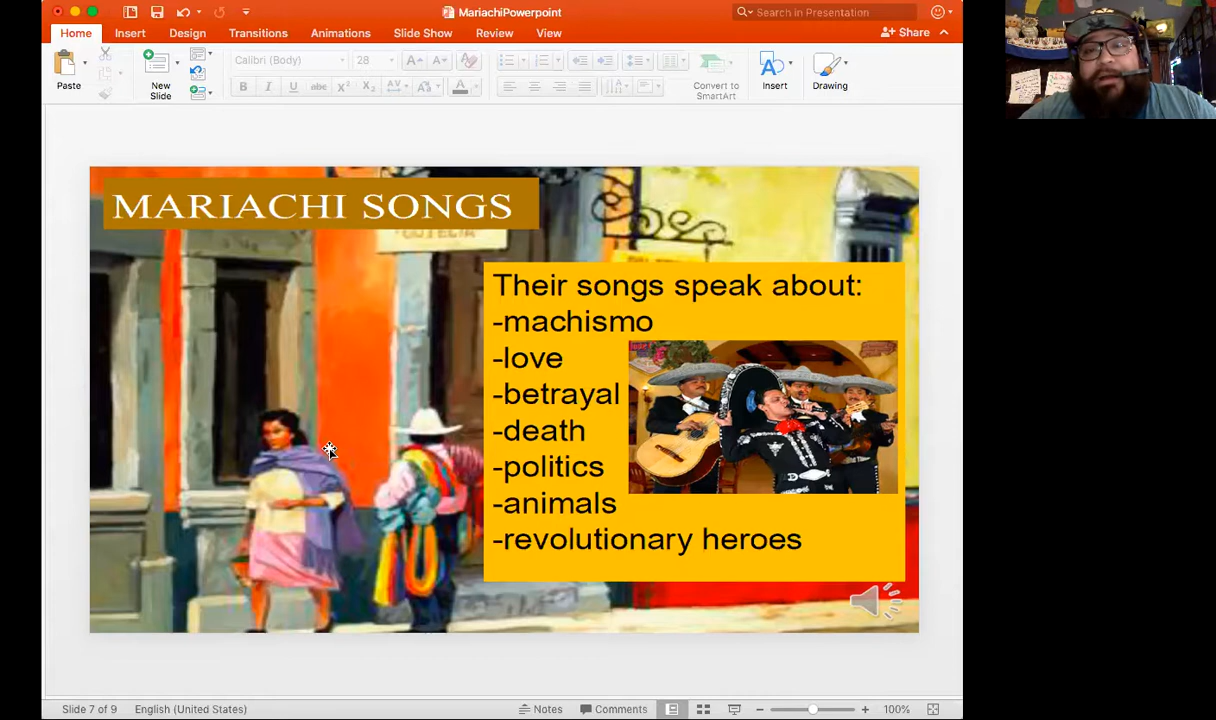 MariachiPowerpoint
Search in Presentation
Home Insert Design Transitions Animations Slide Show Review View Share
Calibri (Body) 28
Paste New Slide Convert to SmartArt Insert Drawing
MARIACHI SONGS
Their songs speak about:
-machismo
-love
-betrayal
-death
-politics
-animals
-revolutionary heroes
Slide 7 of 9 English (United States) Notes Comments 100%